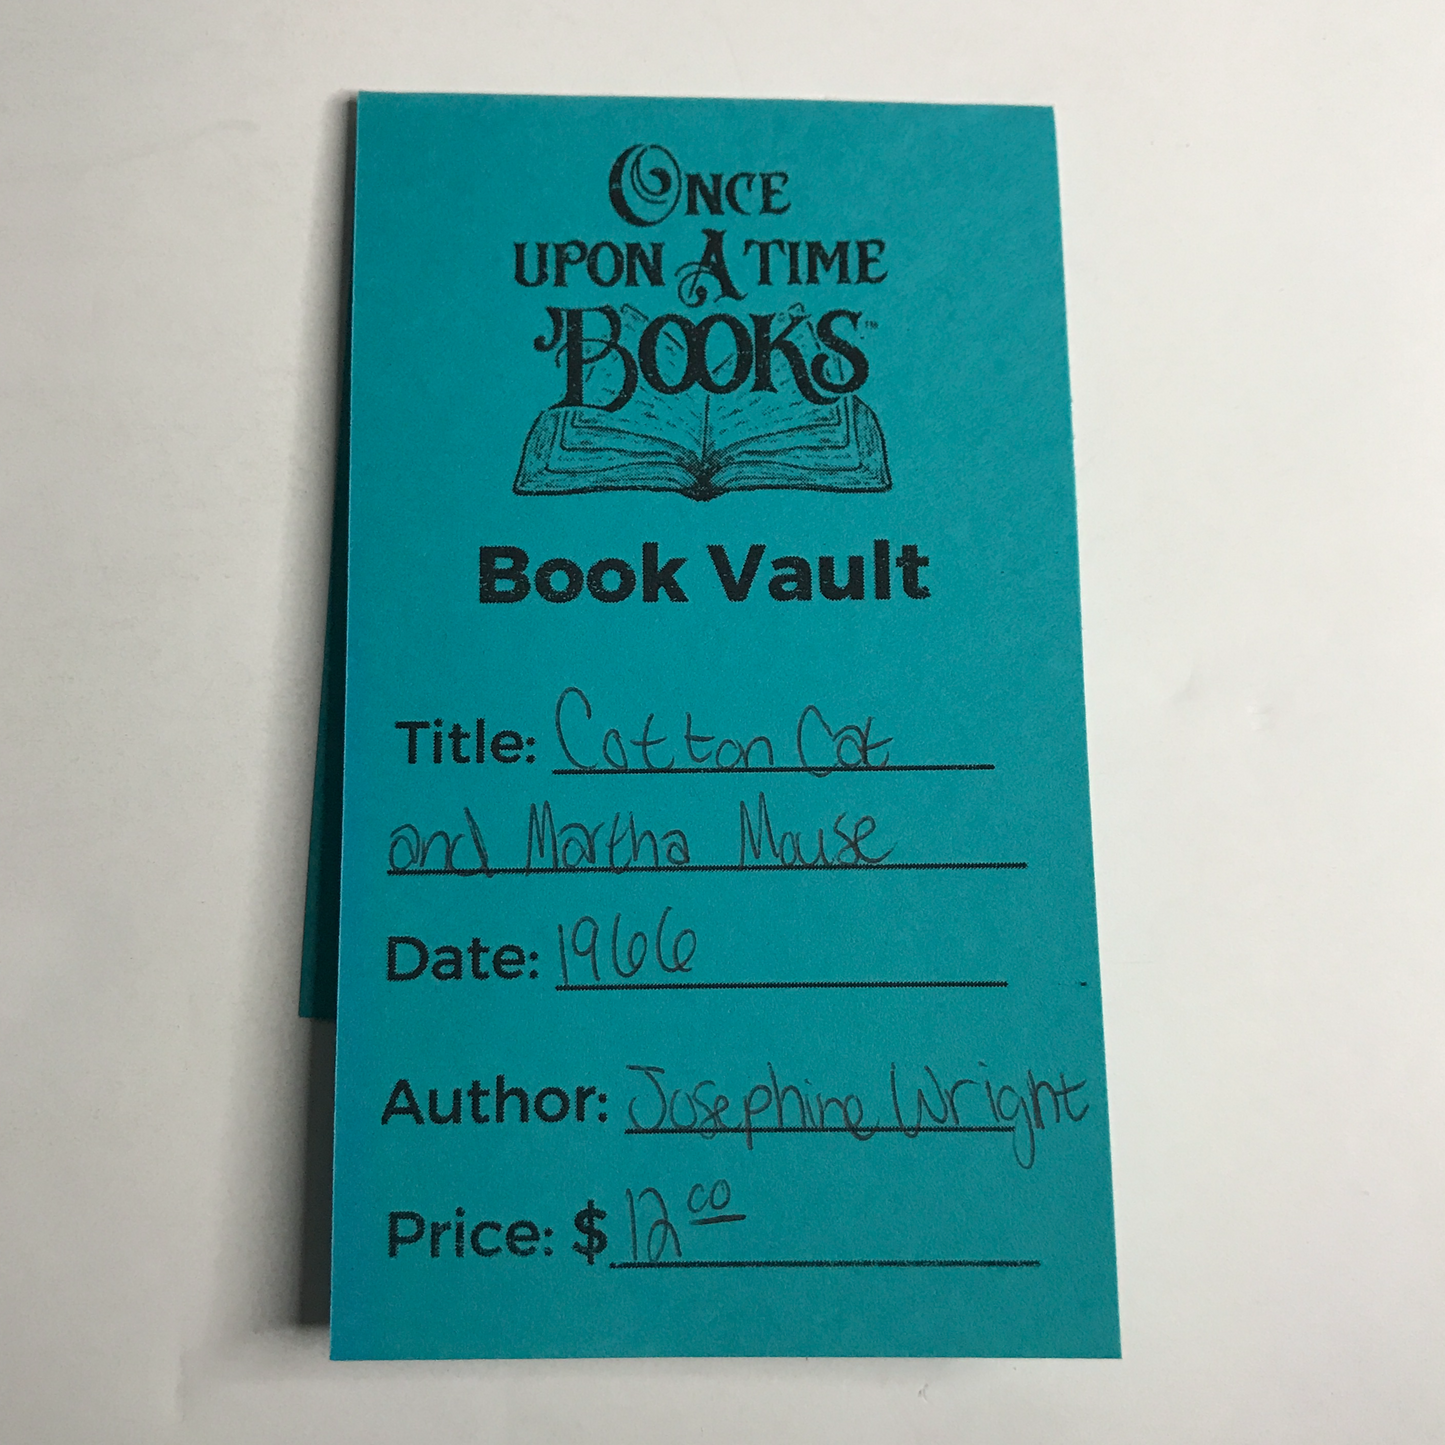 ONCE
UPON A TIME
BOOKS™
Book Vault
Title: Cotton Cat
and Martha Mouse
Date: 1966
Author: Josephine Wright
Price: $12 00